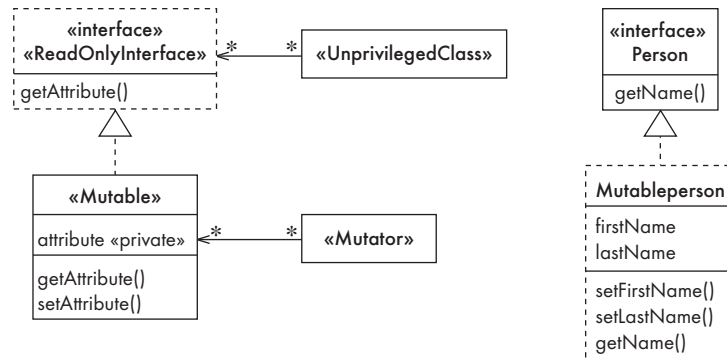 «interface»
«ReadOnlyInterface»
getAttribute()
* *
«UnprivilegedClass»
«Mutable»
attribute «private»
getAttribute()
setAttribute()
* *
«Mutator»
«interface»
Person
getName()
Mutableperson
firstName
lastName
setFirstName()
setLastName()
getName()